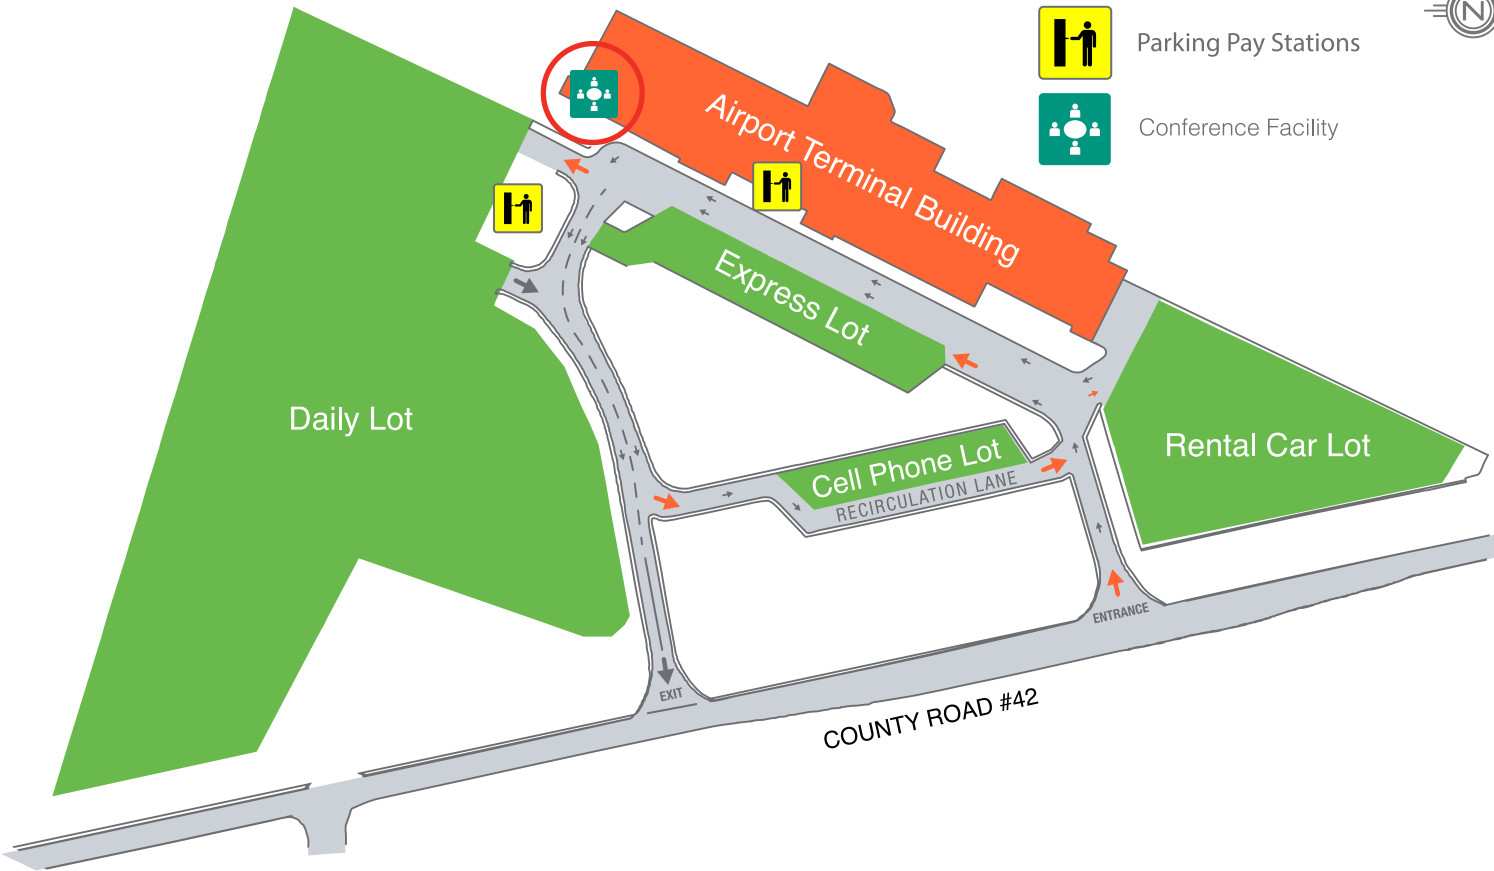 N
Parking Pay Stations
Conference Facility
Airport Terminal Building
Express Lot
Daily Lot
Rental Car Lot
Cell Phone Lot
RECIRCULATION LANE
ENTRANCE
EXIT
COUNTY ROAD #42